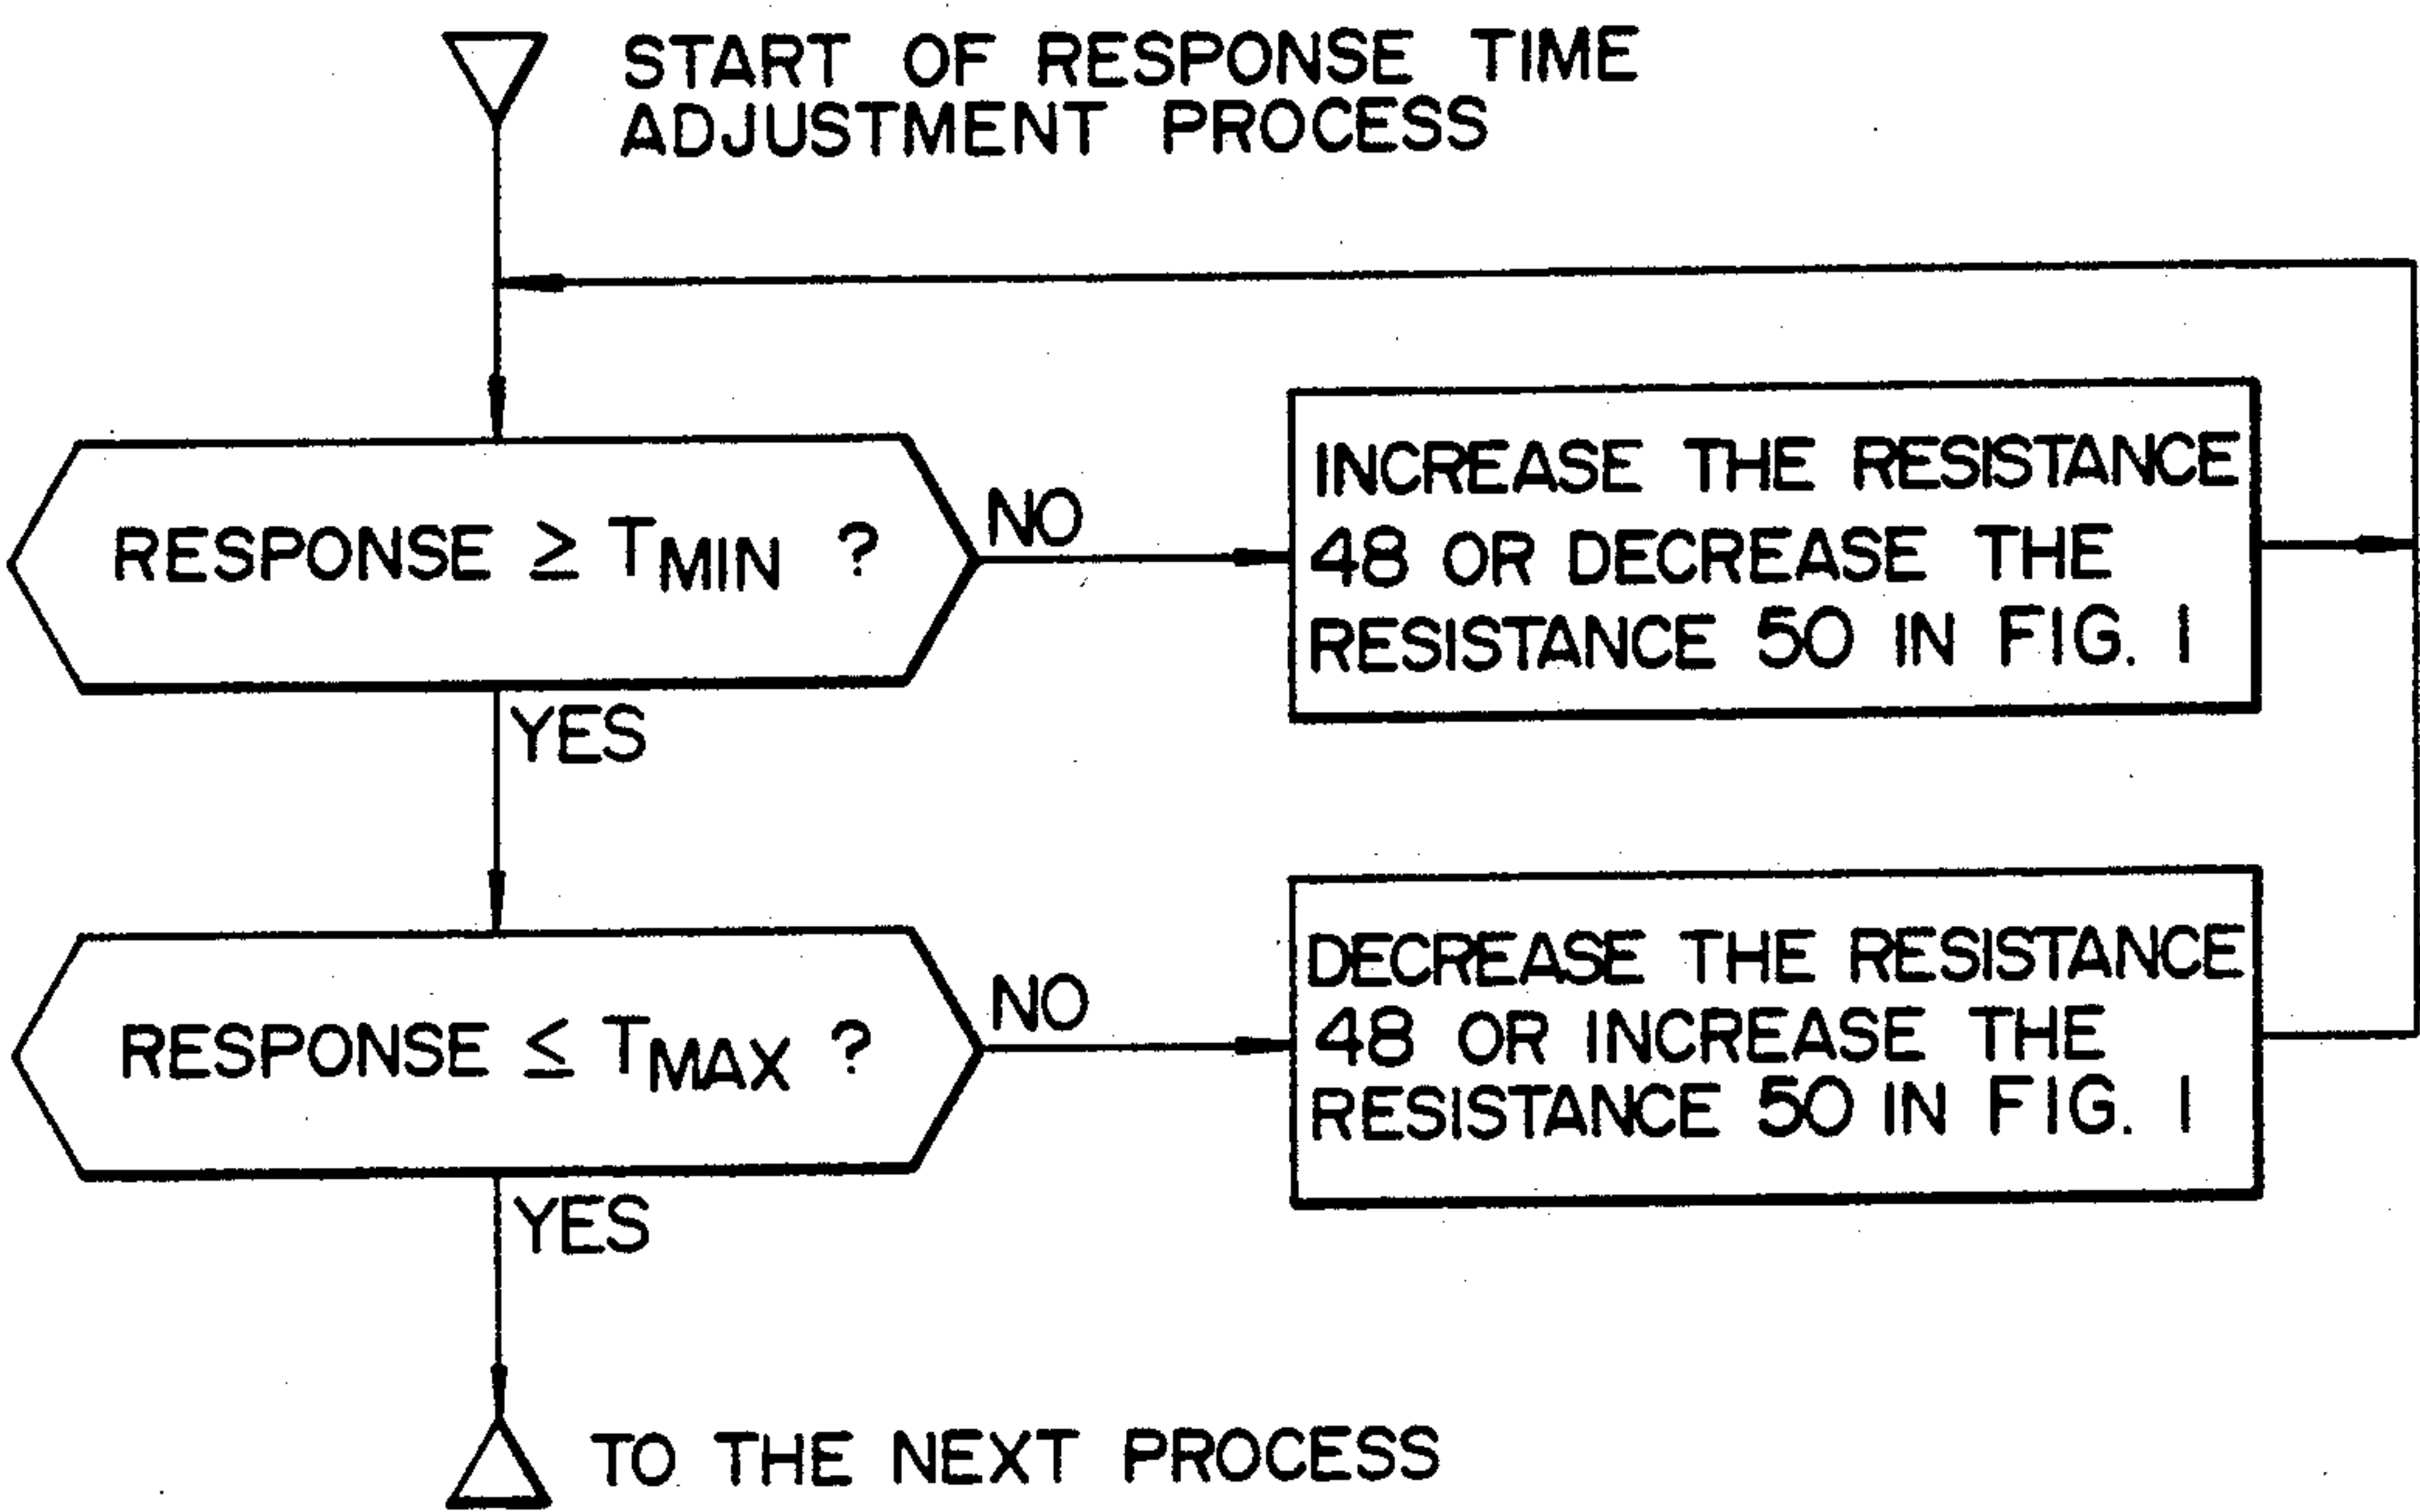 START OF RESPONSE TIME
ADJUSTMENT PROCESS
RESPONSE ≥ TMIN ?
NO
INCREASE THE RESISTANCE
48 OR DECREASE THE
RESISTANCE 50 IN FIG. 1
YES
RESPONSE ≤ TMAX ?
NO
DECREASE THE RESISTANCE
48 OR INCREASE THE
RESISTANCE 50 IN FIG. 1
YES
TO THE NEXT PROCESS